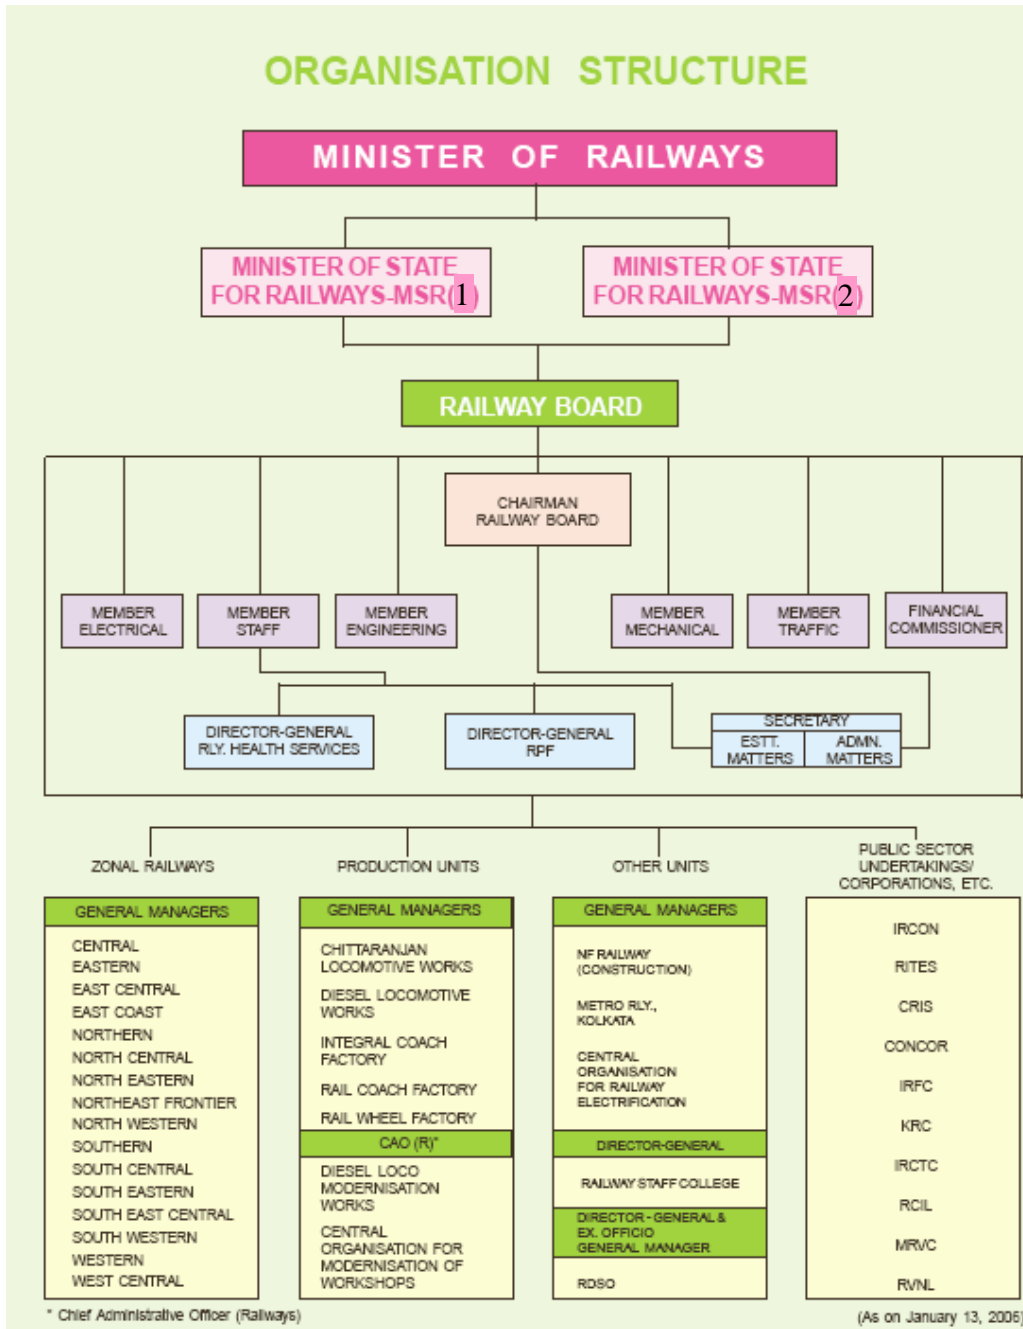 ORGANISATION STRUCTURE
MINISTER OF RAILWAYS
MINISTER OF STATE
FOR RAILWAYS-MSR(1)
MINISTER OF STATE
FOR RAILWAYS-MSR(2)
RAILWAY BOARD
CHAIRMAN
RAILWAY BOARD
MEMBER
ELECTRICAL
MEMBER
STAFF
MEMBER
ENGINEERING
MEMBER
MECHANICAL
MEMBER
TRAFFIC
FINANCIAL
COMMISSIONER
DIRECTOR-GENERAL
RLY. HEALTH SERVICES
DIRECTOR-GENERAL
RPF
SECRETARY
ESTT.
MATTERS
ADMN.
MATTERS
ZONAL RAILWAYS
GENERAL MANAGERS
CENTRAL
EASTERN
EAST CENTRAL
EAST COAST
NORTHERN
NORTH CENTRAL
NORTH EASTERN
NORTHEAST FRONTIER
NORTH WESTERN
SOUTHERN
SOUTH CENTRAL
SOUTH EASTERN
SOUTH EAST CENTRAL
SOUTH WESTERN
WESTERN
WEST CENTRAL
PRODUCTION UNITS
GENERAL MANAGERS
CHITTARANJAN
LOCOMOTIVE WORKS
DIESEL LOCOMOTIVE
WORKS
INTEGRAL COACH
FACTORY
RAIL COACH FACTORY
RAIL WHEEL FACTORY
CAO (R)*
DIESEL LOCO
MODERNISATION
WORKS
CENTRAL
ORGANISATION FOR
MODERNISATION OF
WORKSHOPS
OTHER UNITS
GENERAL MANAGERS
NF RAILWAY
(CONSTRUCTION)
METRO RLY.,
KOLKATA
CENTRAL
ORGANISATION
FOR RAILWAY
ELECTRIFICATION
DIRECTOR-GENERAL
RAILWAY STAFF COLLEGE
DIRECTOR - GENERAL &
EX. OFFICIO
GENERAL MANAGER
RDSO
PUBLIC SECTOR
UNDERTAKINGS/
CORPORATIONS, ETC.
IRCON
RITES
CRIS
CONCOR
IRFC
KRC
IRCTC
RCIL
MRVC
RVNL
* Chief Administrative Officer (Railways)
(As on January 13, 2006)